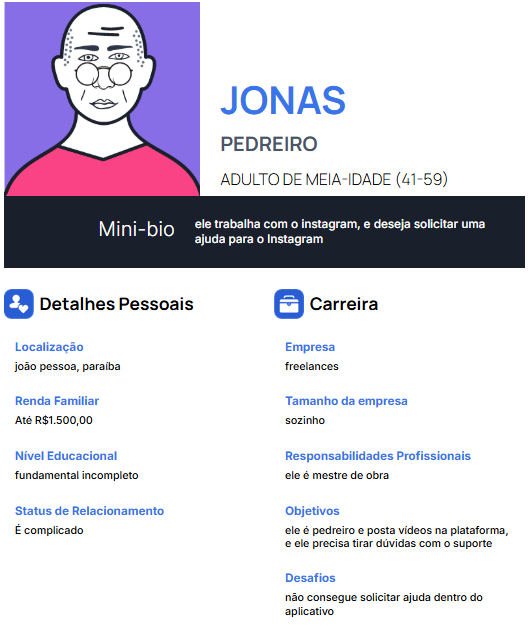 JONAS
PEDREIRO
ADULTO DE MEIA-IDADE (41-59)
Mini-bio
ele trabalha com o instagram, e deseja solicitar uma
ajuda para o Instagram
Detalhes Pessoais
Localização
joão pessoa, paraíba
Renda Familiar
Até R$1.500,00
Nível Educacional
fundamental incompleto
Status de Relacionamento
É complicado
Carreira
Empresa
freelances
Tamanho da empresa
sozinho
Responsabilidades Profissionais
ele é mestre de obra
Objetivos
ele é pedreiro e posta vídeos na plataforma,
e ele precisa tirar dúvidas com o suporte
Desafios
não consegue solicitar ajuda dentro do
aplicativo